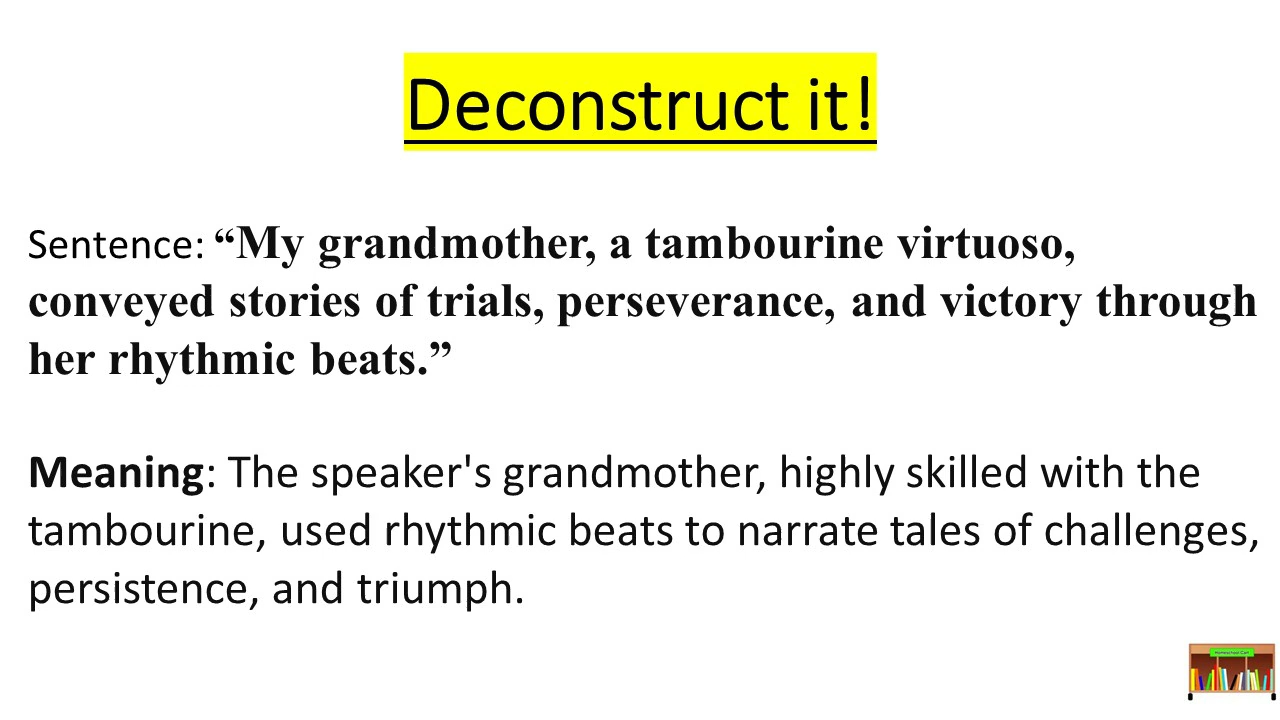 Deconstruct it!
Sentence: “My grandmother, a tambourine virtuoso,
conveyed stories of trials, perseverance, and victory through
her rhythmic beats.”
Meaning: The speaker's grandmother, highly skilled with the
tambourine, used rhythmic beats to narrate tales of challenges,
persistence, and triumph.
Homeschool Cart